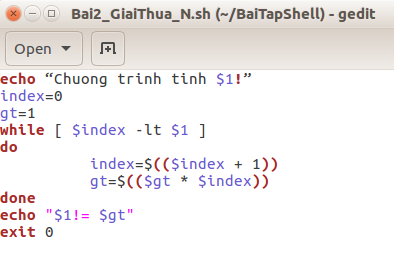 Bai2_GiaiThua_N.sh (~/BaiTapShell) - gedit
Open
echo “Chuong trinh tinh $1!”
index=0
gt=1
while [ $index -lt $1 ]
do
index=$(($index + 1))
gt=$(($gt * $index))
done
echo "$1!= $gt"
exit 0